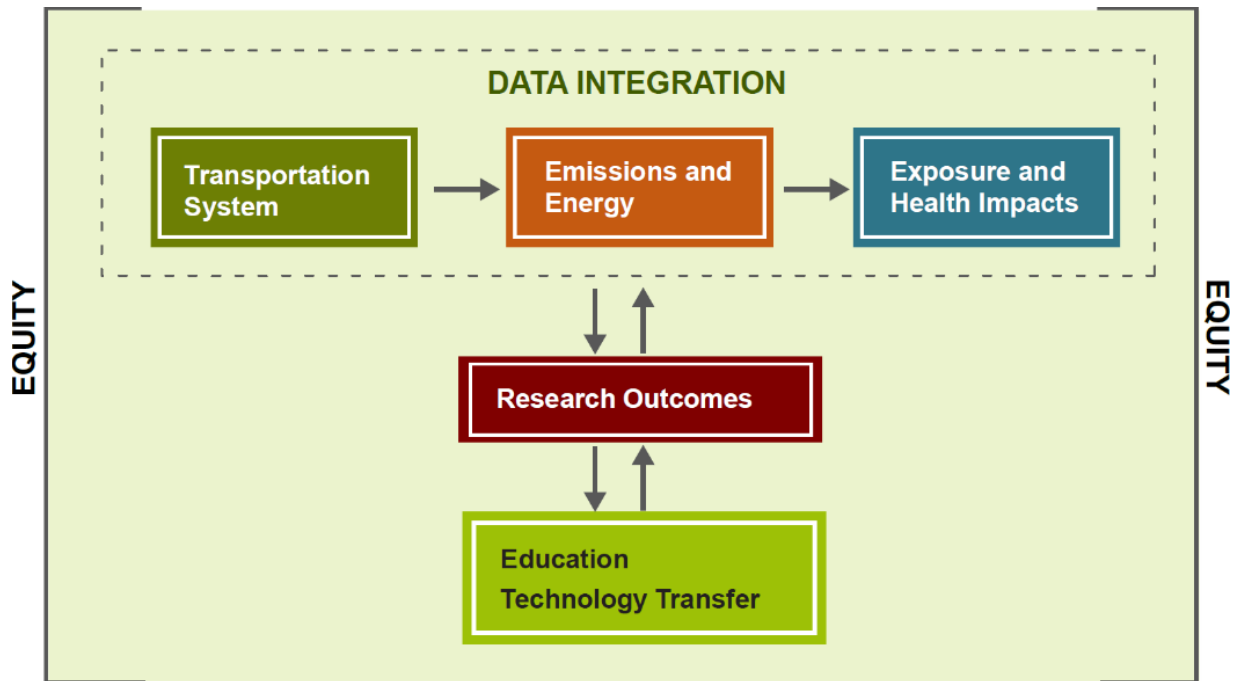 DATA INTEGRATION
Transportation
System
Emissions and
Energy
Exposure and
Health Impacts
EQUITY
EQUITY
Research Outcomes
Education
Technology Transfer